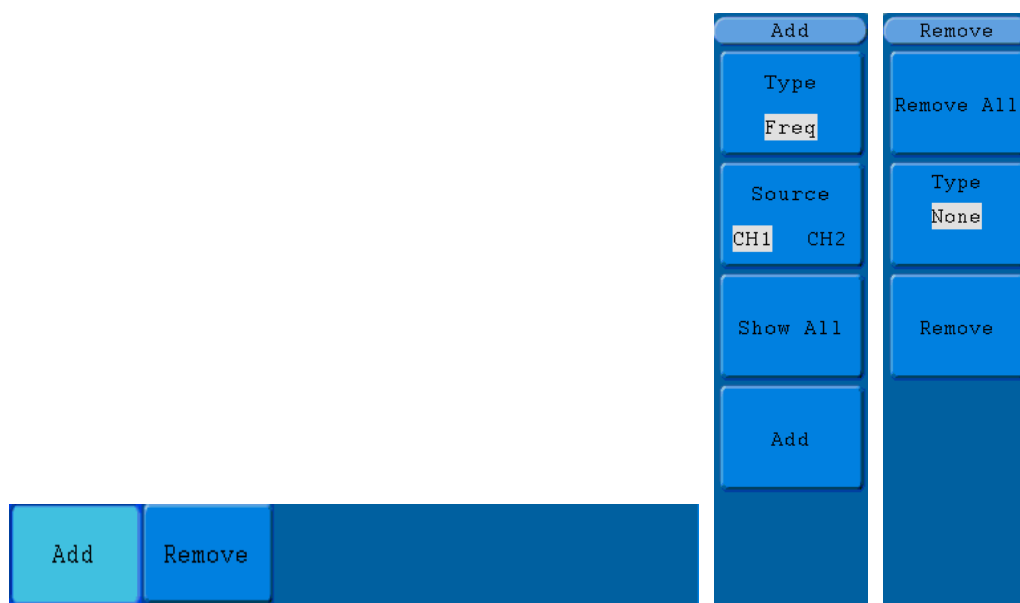 Add
Type
Freq
Source
CH1 CH2
Show All
Add
Remove
Remove All
Type
None
Remove
Add Remove